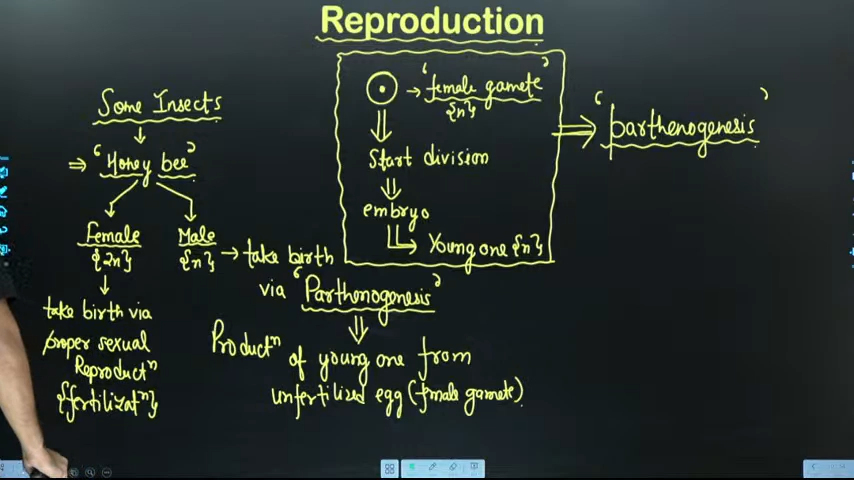 Reproduction
Some Insects
⇒ "Honey bee"
Female
{2n}
take birth via
proper sexual
Reproductⁿ
{fertilizatⁿ}
Male
{n} → take birth
via "Parthenogenesis"
Productⁿ of young one from
unfertilized egg (female gamete)
→ "female gamete"
{n}
Start division
embryo
Young one {n}
⇒ "parthenogenesis"